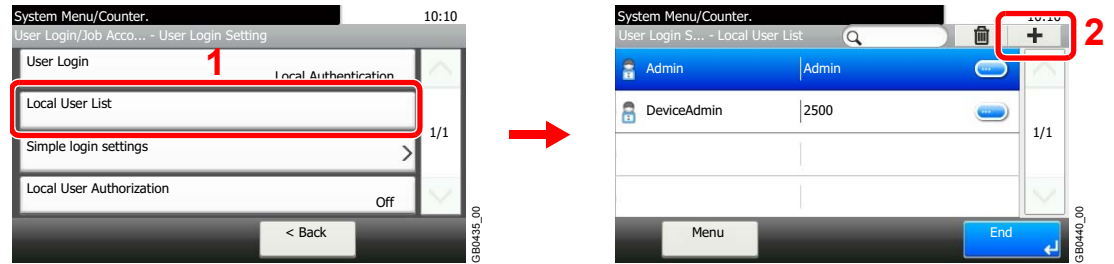 System Menu/Counter.
10:10
User Login/Job Acco... - User Login Setting
User Login
Local Authentication
1
Local User List
1/1
Simple login settings
Local User Authorization
Off
< Back
GB0435_00
System Menu/Counter.
10:10
User Login S... - Local User List
2
Admin
Admin
DeviceAdmin
2500
1/1
Menu
End
GB0440_00